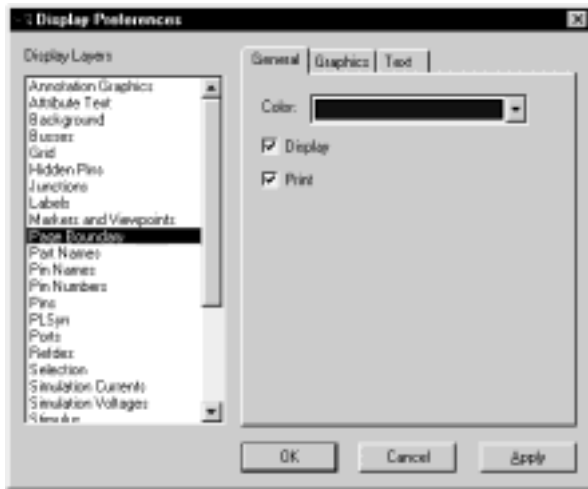 Display Preferences
Display Layers
Annotation Graphics
Attribute Text
Background
Busses
Grid
Hidden Pins
Junctions
Labels
Markers and Viewpoints
Page Boundary
Part Names
Pin Names
Pin Numbers
Pins
PLSyn
Ports
Refdes
Selection
Simulation Currents
Simulation Voltages
Stimulus
General Graphics Text
Color:
Display
Print
OK Cancel Apply